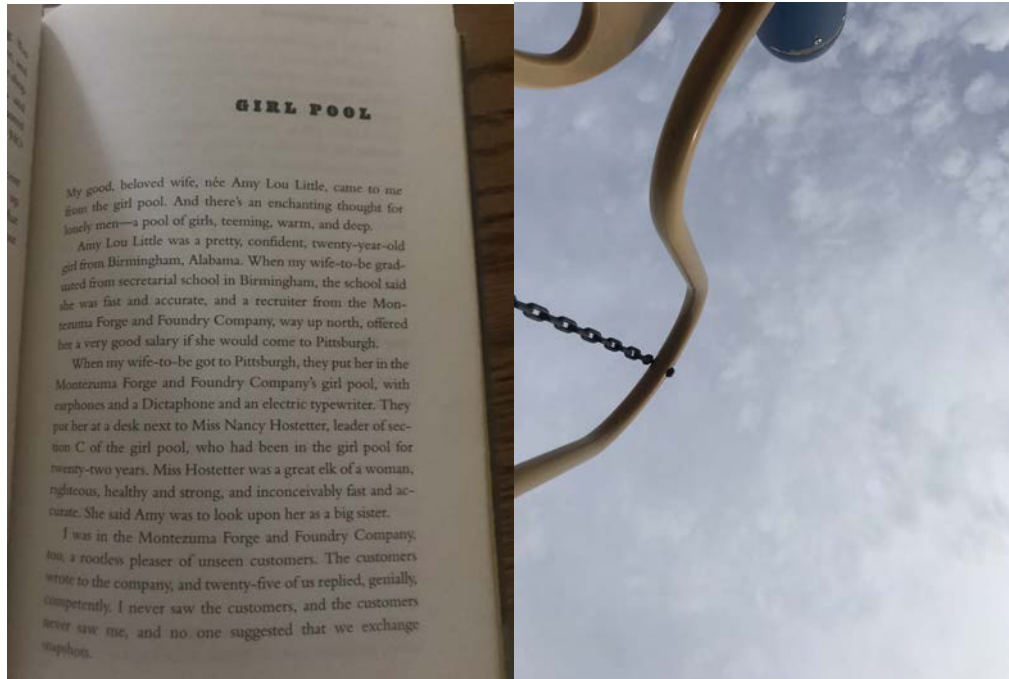 GIRL POOL
My good, beloved wife, née Amy Lou Little, came to me
from the girl pool. And there's an enchanting thought for
lonely men—a pool of girls, teeming, warm, and deep.
Amy Lou Little was a pretty, confident, twenty-year-old
girl from Birmingham, Alabama. When my wife-to-be grad-
uated from secretarial school in Birmingham, the school said
she was fast and accurate, and a recruiter from the Mon-
tezuma Forge and Foundry Company, way up north, offered
her a very good salary if she would come to Pittsburgh.
When my wife-to-be got to Pittsburgh, they put her in the
Montezuma Forge and Foundry Company's girl pool, with
earphones and a Dictaphone and an electric typewriter. They
put her at a desk next to Miss Nancy Hostetter, leader of sec-
tion C of the girl pool, who had been in the girl pool for
twenty-two years. Miss Hostetter was a great elk of a woman,
righteous, healthy and strong, and inconceivably fast and ac-
curate. She said Amy was to look upon her as a big sister.
I was in the Montezuma Forge and Foundry Company,
too, a rootless pleaser of unseen customers. The customers
wrote to the company, and twenty-five of us replied, genially,
competently. I never saw the customers, and the customers
never saw me, and no one suggested that we exchange
snapshots.